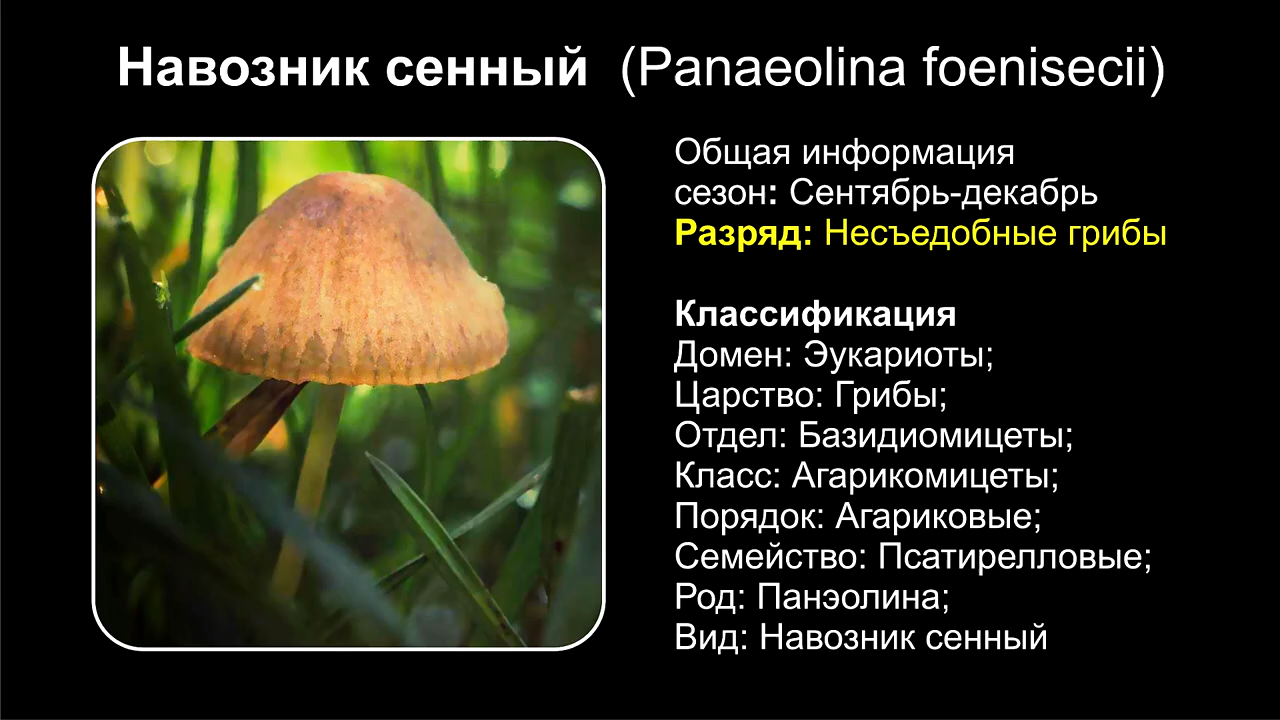 Навозник сенный (Panaeolina foenisecii)
Общая информация
сезон: Сентябрь-декабрь
Разряд: Несъедобные грибы
Классификация
Домен: Эукариоты;
Царство: Грибы;
Отдел: Базидиомицеты;
Класс: Агарикомицеты;
Порядок: Агариковые;
Семейство: Псатирелловые;
Род: Панэолина;
Вид: Навозник сенный